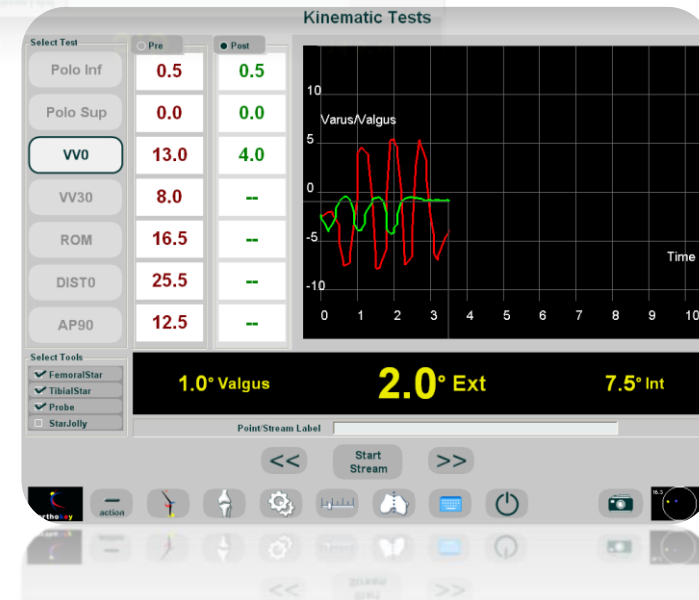 Kinematic Tests
Select Test
Pre
Post
Polo Inf 0.5 0.5
Polo Sup 0.0 0.0
VV0 13.0 4.0
VV30 8.0 --
ROM 16.5 --
DIST0 25.5 --
AP90 12.5 --
10
Varus/Valgus
5
0
-5
Time
-10
0 1 2 3 4 5 6 7 8 9 10
Select Tools
FemoralStar
TibialStar
Probe
StarJolly
1.0° Valgus 2.0° Ext 7.5° Int
Point/Stream Label
<< Start Stream >>
orthokey
action
16.3